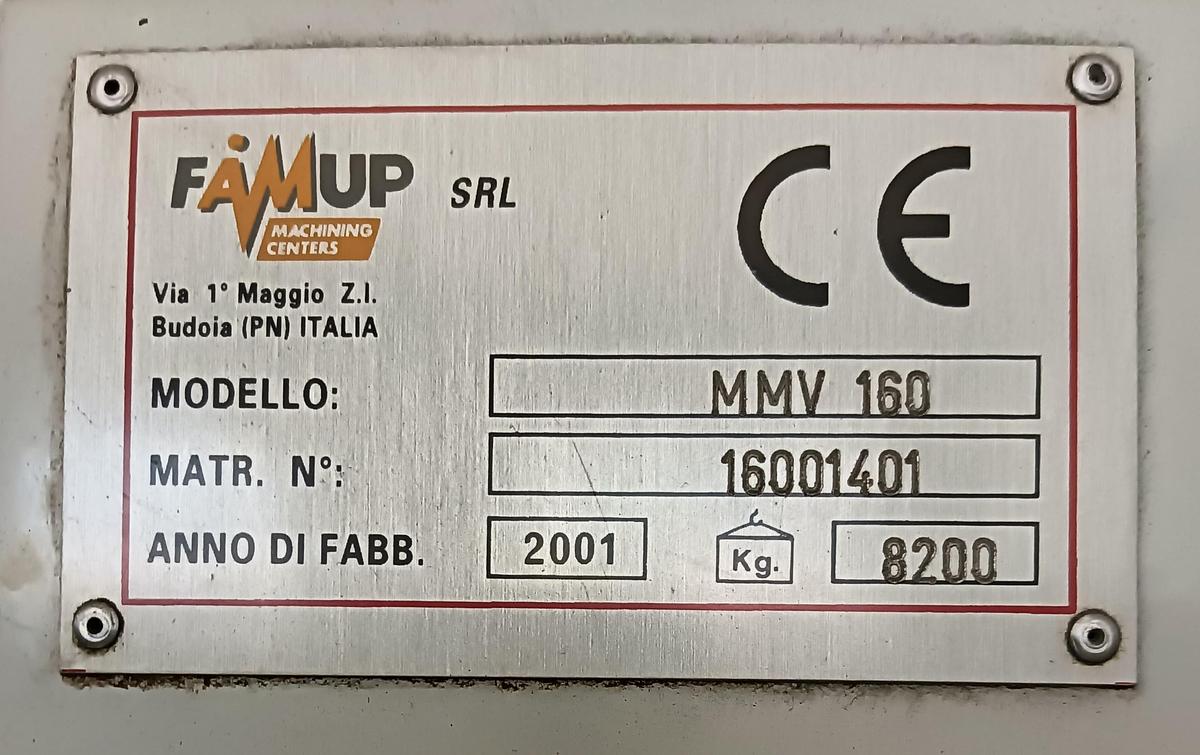 FAMUP SRL
MACHINING
CENTERS
CE
Via 1° Maggio Z.I.
Budoia (PN) ITALIA
MODELLO: MMV 160
MATR. N°: 16001401
ANNO DI FABB. 2001 Kg. 8200